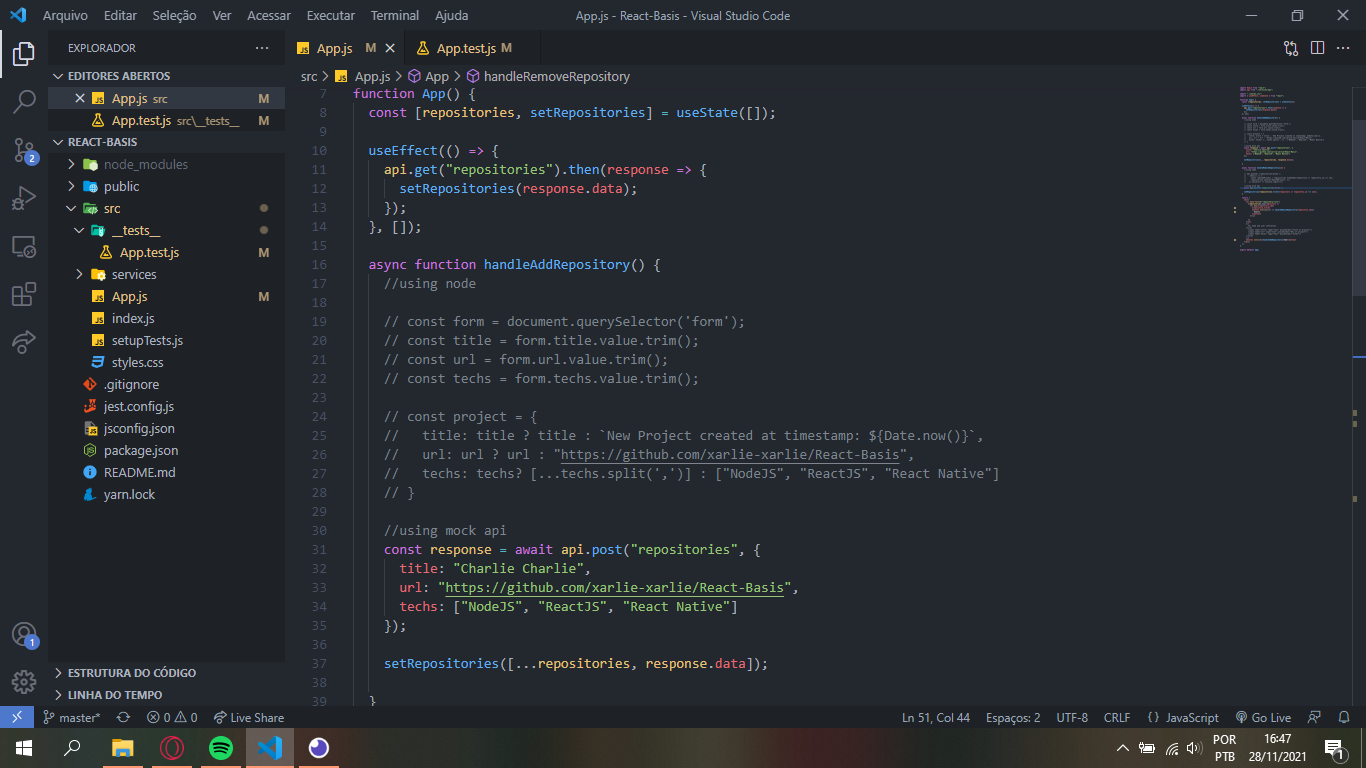 Arquivo Editar Seleção Ver Acessar Executar Terminal Ajuda
App.js - React-Basis - Visual Studio Code
EXPLORADOR
EDITORES ABERTOS
App.js src M
App.test.js src\__tests__ M
REACT-BASIS
node_modules
public
src
__tests__
App.test.js M
services
App.js M
index.js
setupTests.js
styles.css
.gitignore
jest.config.js
jsconfig.json
package.json
README.md
yarn.lock
ESTRUTURA DO CÓDIGO
LINHA DO TEMPO
2
1
App.js M
App.test.js M
src > App.js > App > handleRemoveRepository
7 function App() {
8 const [repositories, setRepositories] = useState([]);
9
10 useEffect(() => {
11 api.get("repositories").then(response => {
12 setRepositories(response.data);
13 });
14 }, []);
15
16 async function handleAddRepository() {
17 //using node
18
19 // const form = document.querySelector('form');
20 // const title = form.title.value.trim();
21 // const url = form.url.value.trim();
22 // const techs = form.techs.value.trim();
23
24 // const project = {
25 // title: title ? title : `New Project created at timestamp: ${Date.now()}`,
26 // url: url ? url : "https://github.com/xarlie-xarlie/React-Basis",
27 // techs: techs? [...techs.split(',')] : ["NodeJS", "ReactJS", "React Native"]
28 // }
29
30 //using mock api
31 const response = await api.post("repositories", {
32 title: "Charlie Charlie",
33 url: "https://github.com/xarlie-xarlie/React-Basis",
34 techs: ["NodeJS", "ReactJS", "React Native"]
35 });
36
37 setRepositories([...repositories, response.data]);
38
39 }
master* 0 0 Live Share
Ln 51, Col 44 Espaços: 2 UTF-8 CRLF {} JavaScript Go Live
POR
PTB
16:47
28/11/2021
1